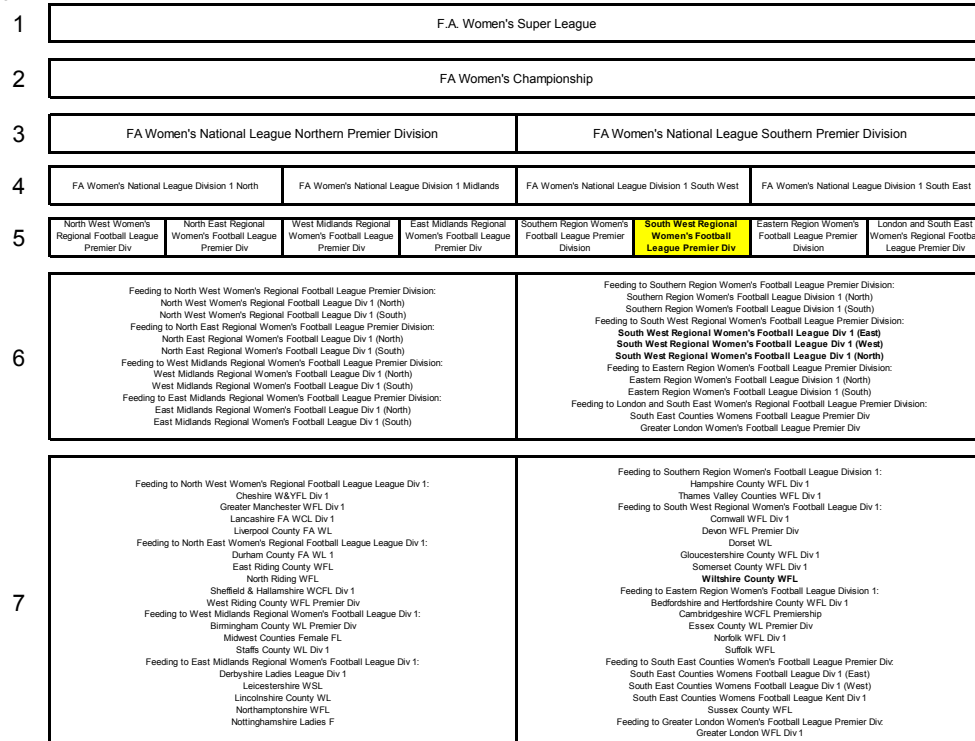 1
F.A. Women's Super League
2
FA Women's Championship
3
FA Women's National League Northern Premier Division
FA Women's National League Southern Premier Division
4
FA Women's National League Division 1 North
FA Women's National League Division 1 Midlands
FA Women's National League Division 1 South West
FA Women's National League Division 1 South East
5
North West Women's
Regional Football League
Premier Div
North East Regional
Women's Football League
Premier Div
West Midlands Regional
Women's Football League
Premier Div
East Midlands Regional
Women's Football League
Premier Div
Southern Region Women's
Football League Premier
Division
South West Regional
Women's Football
League Premier Div
Eastern Region Women's
Football League Premier
Division
London and South East
Women's Regional Footba
League Premier Div
6
Feeding to North West Women's Regional Football League Premier Division:
North West Women's Regional Football League Div 1 (North)
North West Women's Regional Football League Div 1 (South)
Feeding to North East Regional Women's Football League Premier Division:
North East Regional Women's Football League Div 1 (North)
North East Regional Women's Football League Div 1 (South)
Feeding to West Midlands Regional Women's Football League Premier Division:
West Midlands Regional Women's Football League Div 1 (North)
West Midlands Regional Women's Football League Div 1 (South)
Feeding to East Midlands Regional Women's Football League Premier Division:
East Midlands Regional Women's Football League Div 1 (North)
East Midlands Regional Women's Football League Div 1 (South)
Feeding to Southern Region Women's Football League Premier Division:
Southern Region Women's Football League Division 1 (North)
Southern Region Women's Football League Division 1 (South)
Feeding to South West Regional Women's Football League Premier Division:
South West Regional Women's Football League Div 1 (East)
South West Regional Women's Football League Div 1 (West)
South West Regional Women's Football League Div 1 (North)
Feeding to Eastern Region Women's Football League Premier Division:
Eastern Region Women's Football League Division 1 (North)
Eastern Region Women's Football League Division 1 (South)
Feeding to London and South East Women's Regional Football League Premier Division:
South East Counties Womens Football League Premier Div
Greater London Women's Football League Premier Div
7
Feeding to North West Women's Regional Football League League Div 1:
Cheshire W&YFL Div 1
Greater Manchester WFL Div 1
Lancashire FA WCL Div 1
Liverpool County FA WL
Feeding to North East Women's Regional Football League League Div 1:
Durham County FA WL 1
East Riding County WFL
North Riding WFL
Sheffield & Hallamshire WCFL Div 1
West Riding County WFL Premier Div
Feeding to West Midlands Regional Women's Football League Div 1:
Birmingham County WL Premier Div
Midwest Counties Female FL
Staffs County WL Div 1
Feeding to East Midlands Regional Women's Football League Div 1:
Derbyshire Ladies League Div 1
Leicestershire WSL
Lincolnshire County WL
Northamptonshire WFL
Nottinghamshire Ladies F
Feeding to Southern Region Women's Football League Division 1:
Hampshire County WFL Div 1
Thames Valley Counties WFL Div 1
Feeding to South West Regional Women's Football League Div 1:
Cornwall WFL Div 1
Devon WFL Premier Div
Dorset WL
Gloucestershire County WFL Div 1
Somerset County WFL Div 1
Wiltshire County WFL
Feeding to Eastern Region Women's Football League Division 1:
Bedfordshire and Hertfordshire County WFL Div 1
Cambridgeshire WCFL Premiership
Essex County WL Premier Div
Norfolk WFL Div 1
Suffolk WFL
Feeding to South East Counties Women's Football League Premier Div:
South East Counties Womens Football League Div 1 (East)
South East Counties Womens Football League Div 1 (West)
South East Counties Womens Football League Kent Div 1
Sussex County WFL
Feeding to Greater London Women's Football League Premier Div:
Greater London WFL Div 1